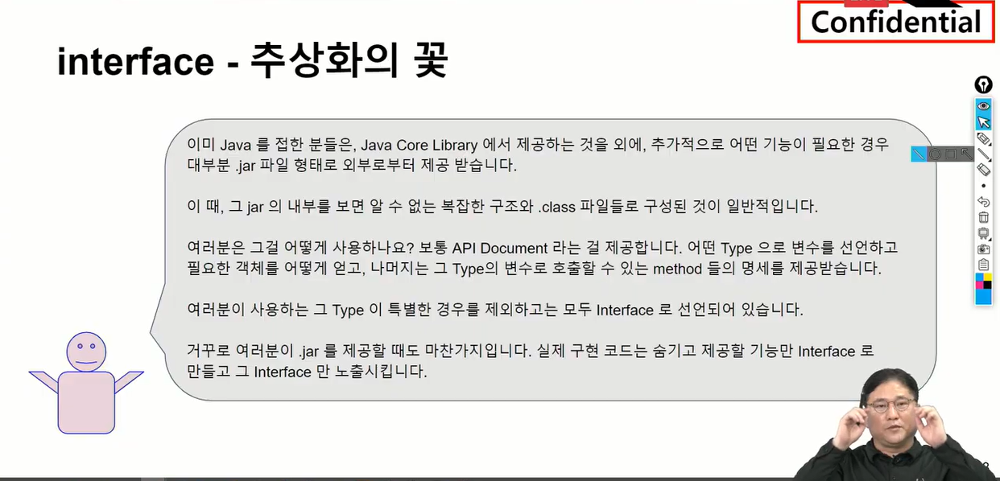 Confidential
interface - 추상화의 꽃
이미 Java 를 접한 분들은, Java Core Library 에서 제공하는 것을 외에, 추가적으로 어떤 기능이 필요한 경우
대부분 .jar 파일 형태로 외부로부터 제공 받습니다.
이 때, 그 jar 의 내부를 보면 알 수 없는 복잡한 구조와 .class 파일들로 구성된 것이 일반적입니다.
여러분은 그걸 어떻게 사용하나요? 보통 API Document 라는 걸 제공합니다. 어떤 Type 으로 변수를 선언하고
필요한 객체를 어떻게 얻고, 나머지는 그 Type의 변수로 호출할 수 있는 method 들의 명세를 제공받습니다.
여러분이 사용하는 그 Type 이 특별한 경우를 제외하고는 모두 Interface 로 선언되어 있습니다.
거꾸로 여러분이 .jar 를 제공할 때도 마찬가지입니다. 실제 구현 코드는 숨기고 제공할 기능만 Interface 로
만들고 그 Interface 만 노출시킵니다.